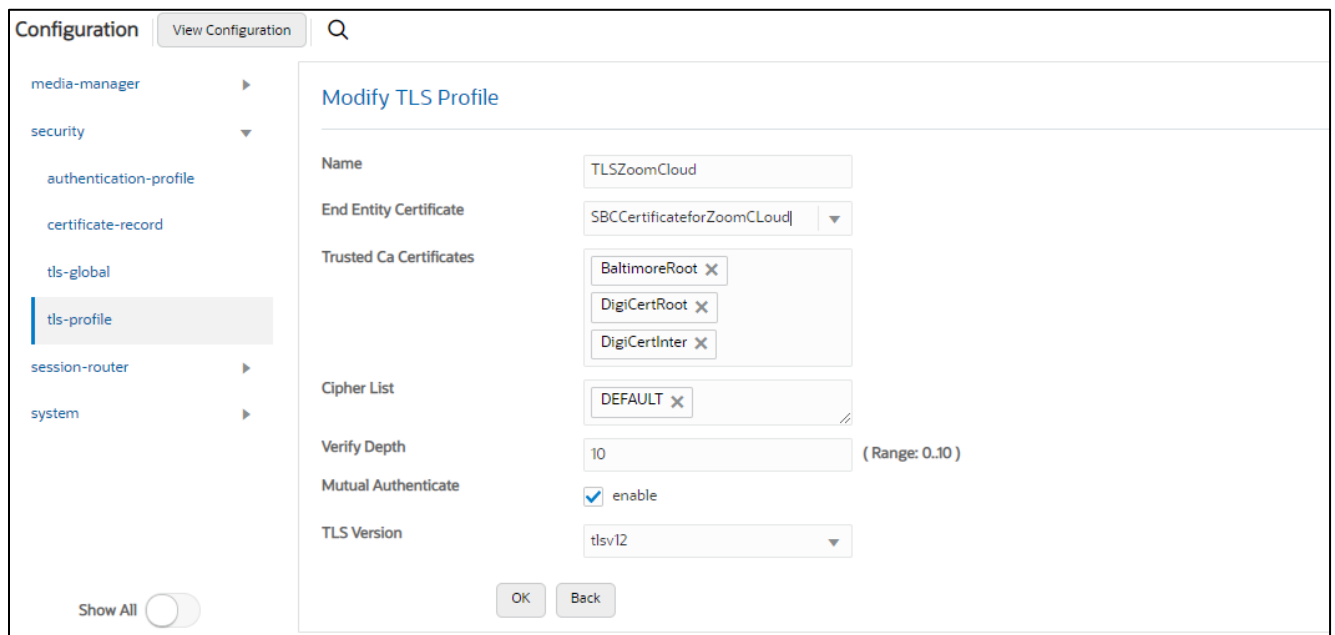 Configuration View Configuration
media-manager
security
authentication-profile
certificate-record
tls-global
tls-profile
session-router
system
Show All
Modify TLS Profile
Name TLSZoomCloud
End Entity Certificate SBCCertificateforZoomCLoud
Trusted Ca Certificates BaltimoreRoot
DigiCertRoot
DigiCertInter
Cipher List DEFAULT
Verify Depth 10 ( Range: 0..10 )
Mutual Authenticate enable
TLS Version tlsv12
OK Back